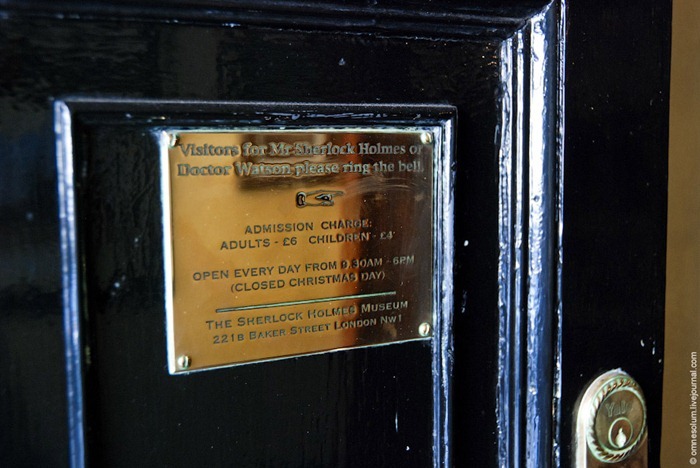 Visitors for Mr Sherlock Holmes or
Doctor Watson please ring the bell.
ADMISSION CHARGE:
ADULTS - £6 CHILDREN - £4
OPEN EVERY DAY FROM 9.30AM - 6PM
(CLOSED CHRISTMAS DAY)
THE SHERLOCK HOLMES MUSEUM
221B BAKER STREET LONDON NW1
© omnesolum.livejournal.com